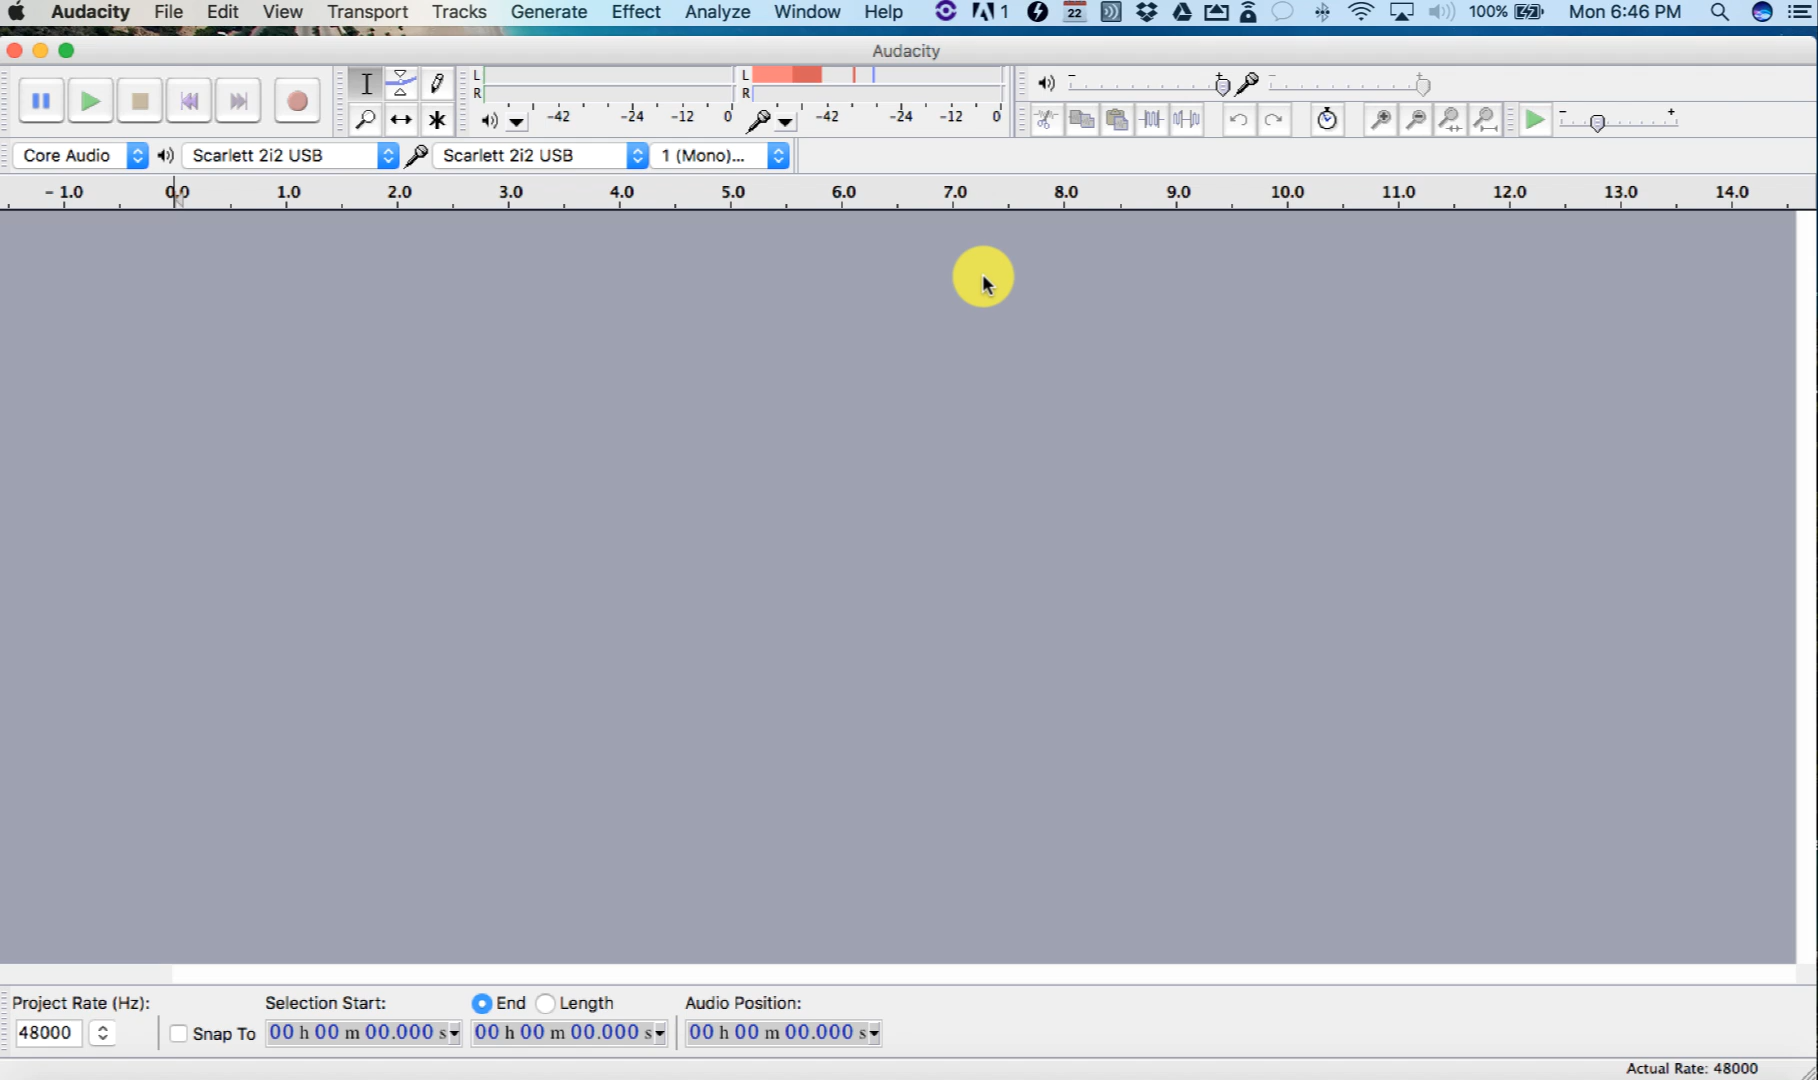 Audacity File Edit View Transport Tracks Generate Effect Analyze Window Help 1 22 100% Mon 6:46 PM
Audacity
L L
R R
-42 -24 -12 0 -42 -24 -12 0
Core Audio Scarlett 2i2 USB Scarlett 2i2 USB 1 (Mono)...
- 1.0 0.0 1.0 2.0 3.0 4.0 5.0 6.0 7.0 8.0 9.0 10.0 11.0 12.0 13.0 14.0
Project Rate (Hz): Selection Start: End Length Audio Position:
48000 Snap To 00 h 00 m 00.000 s 00 h 00 m 00.000 s 00 h 00 m 00.000 s
Actual Rate: 48000